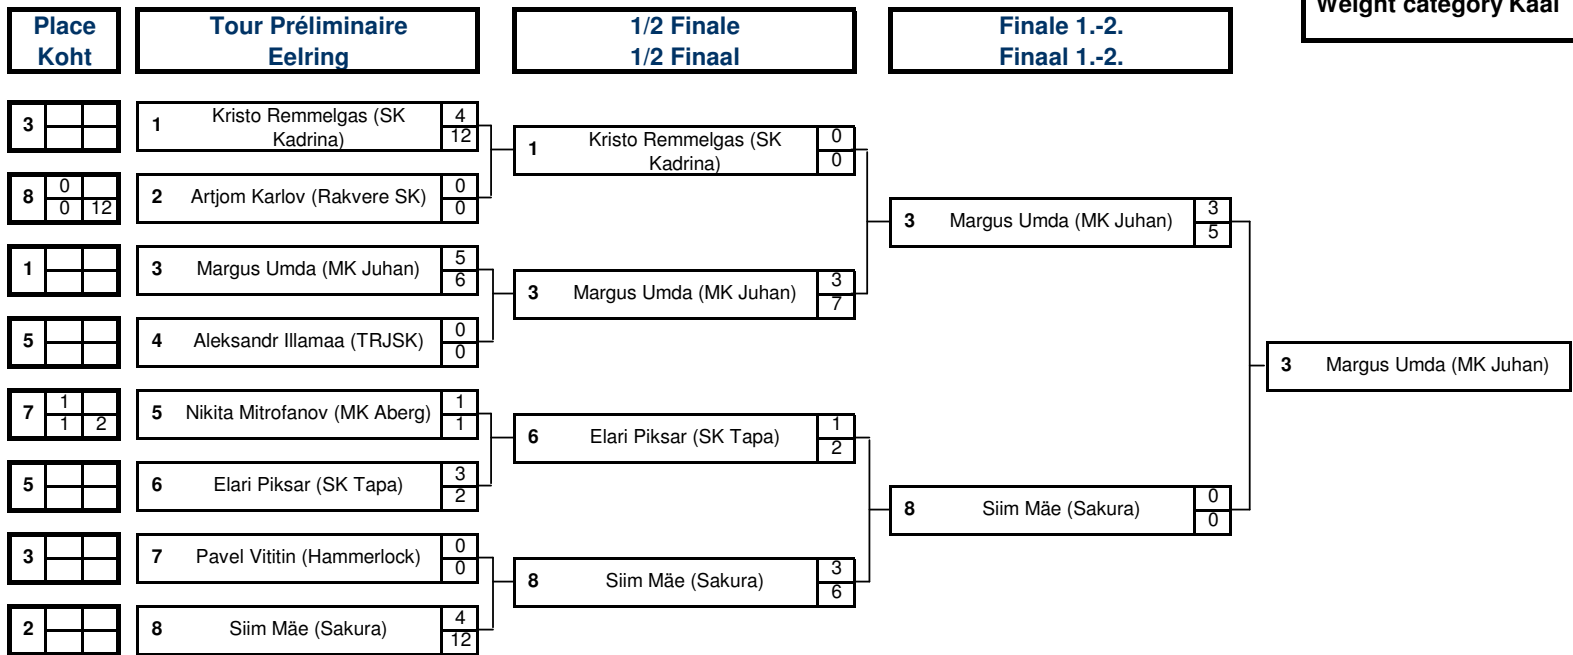 Weight category Kaal
Place
Koht
Tour Préliminaire
Eelring
1/2 Finale
1/2 Finaal
Finale 1.-2.
Finaal 1.-2.
3
1
Kristo Remmelgas (SK
Kadrina)
4
12
8
0
0 12
2
Artjom Karlov (Rakvere SK)
0
0
1
Kristo Remmelgas (SK
Kadrina)
0
0
1
3
Margus Umda (MK Juhan)
5
6
5
4
Aleksandr Illamaa (TRJSK)
0
0
3
Margus Umda (MK Juhan)
3
7
3
Margus Umda (MK Juhan)
3
5
7
1
1 2
5
Nikita Mitrofanov (MK Aberg)
1
1
5
6
Elari Piksar (SK Tapa)
3
2
6
Elari Piksar (SK Tapa)
1
2
3
7
Pavel Vititin (Hammerlock)
0
0
2
8
Siim Mäe (Sakura)
4
12
8
Siim Mäe (Sakura)
3
6
8
Siim Mäe (Sakura)
0
0
3
Margus Umda (MK Juhan)